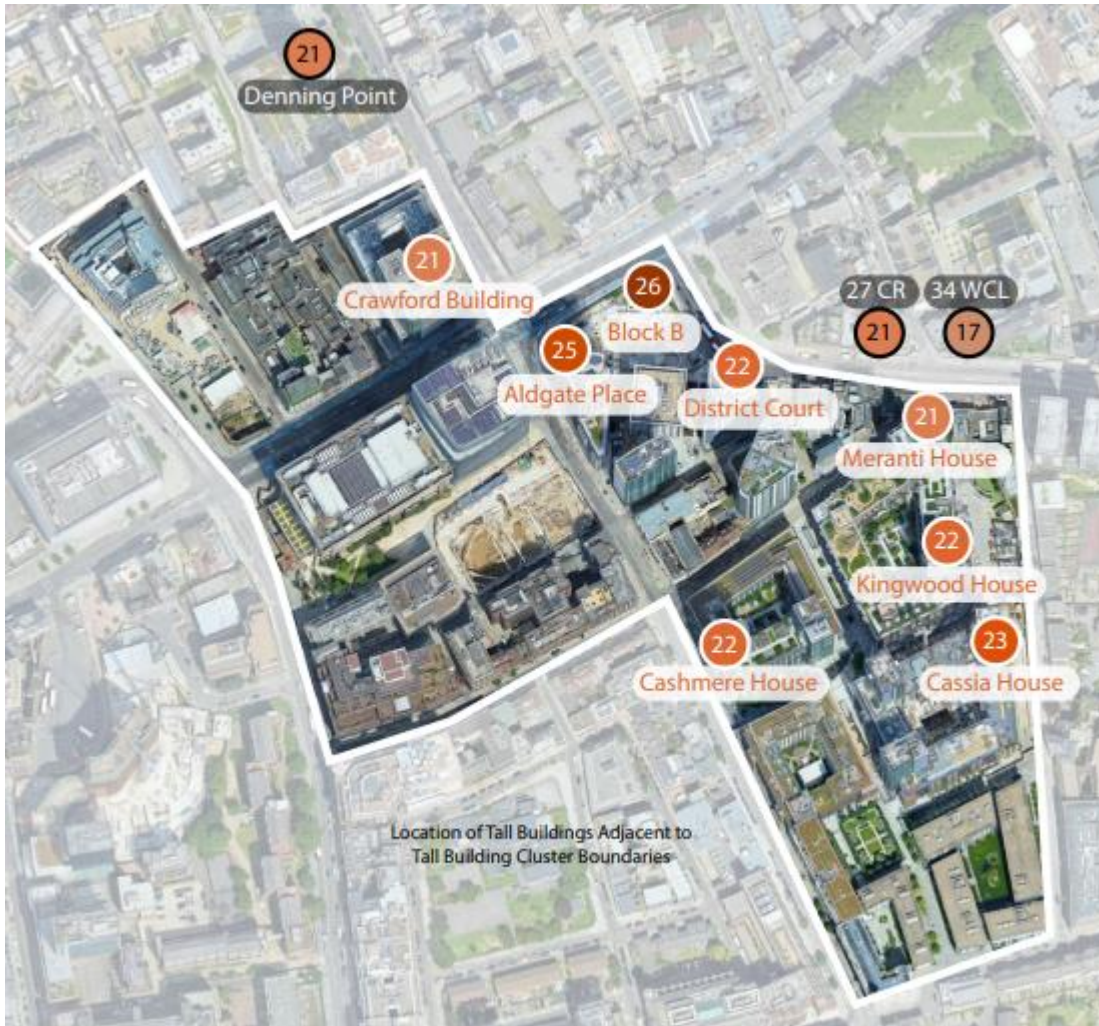 21
Denning Point
21
Crawford Building
26
Block B
27 CR
34 WCL
21
17
25
Aldgate Place
22
District Court
21
Meranti House
22
Kingwood House
22
Cashmere House
23
Cassia House
Location of Tall Buildings Adjacent to
Tall Building Cluster Boundaries